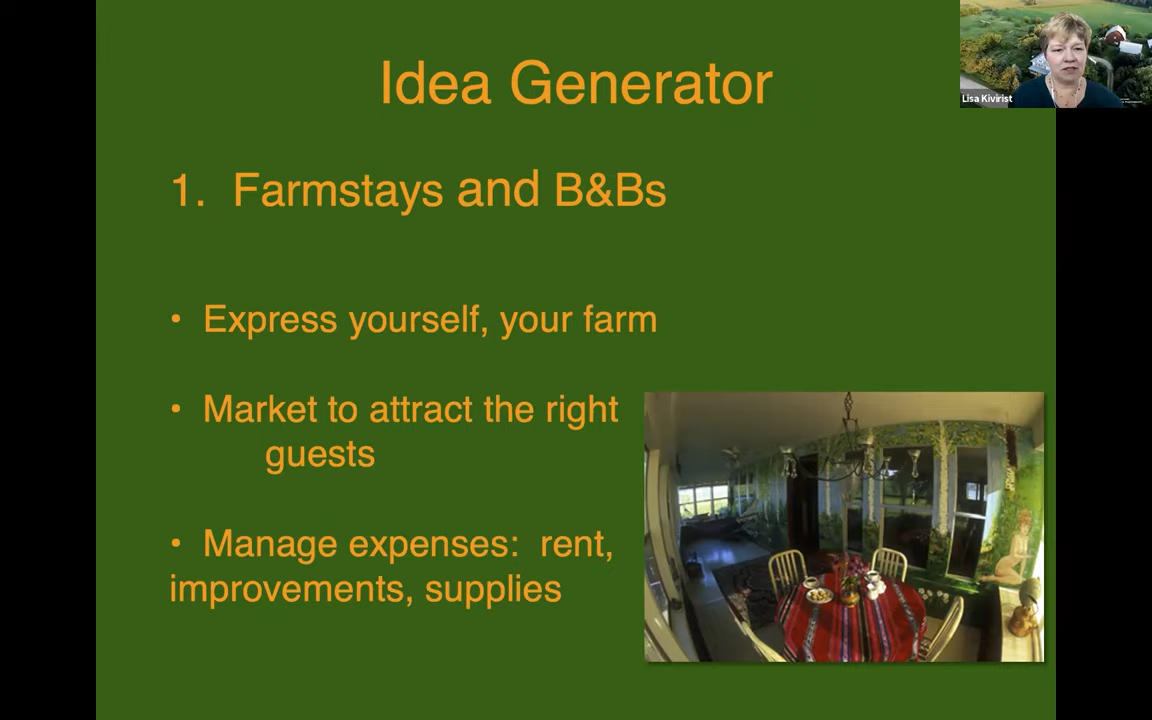 Idea Generator
Lisa Kivirist
1. Farmstays and B&Bs
• Express yourself, your farm
• Market to attract the right
guests
• Manage expenses: rent,
improvements, supplies